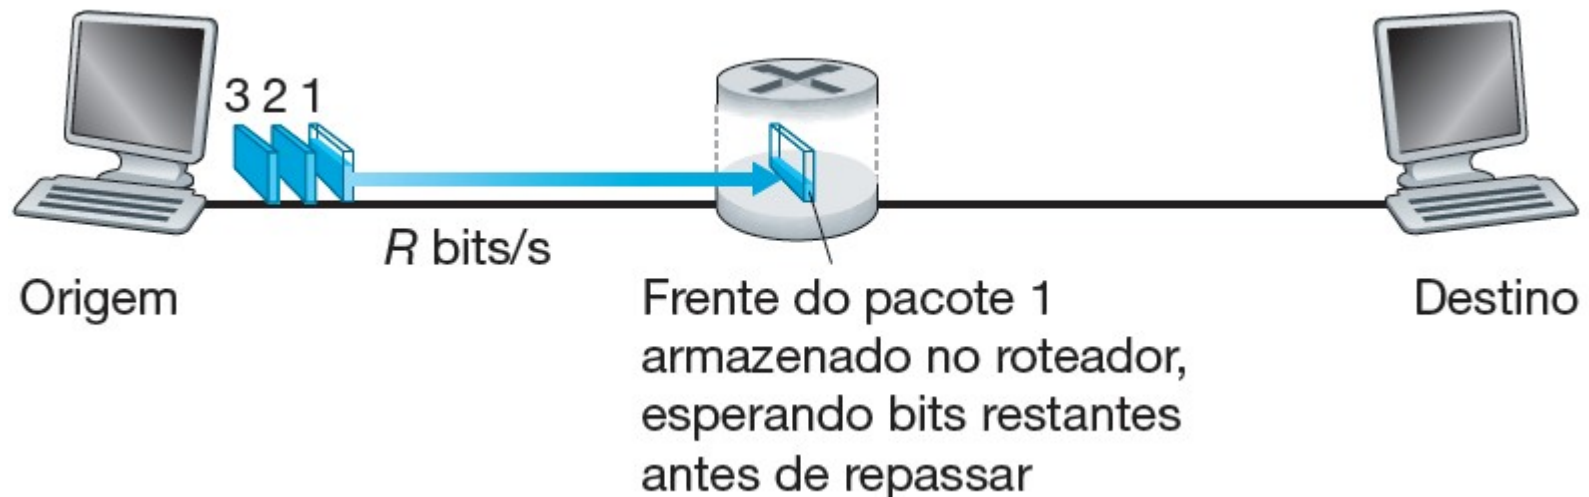 3 2 1
R bits/s
Origem
Frente do pacote 1
armazenado no roteador,
esperando bits restantes
antes de repassar
Destino